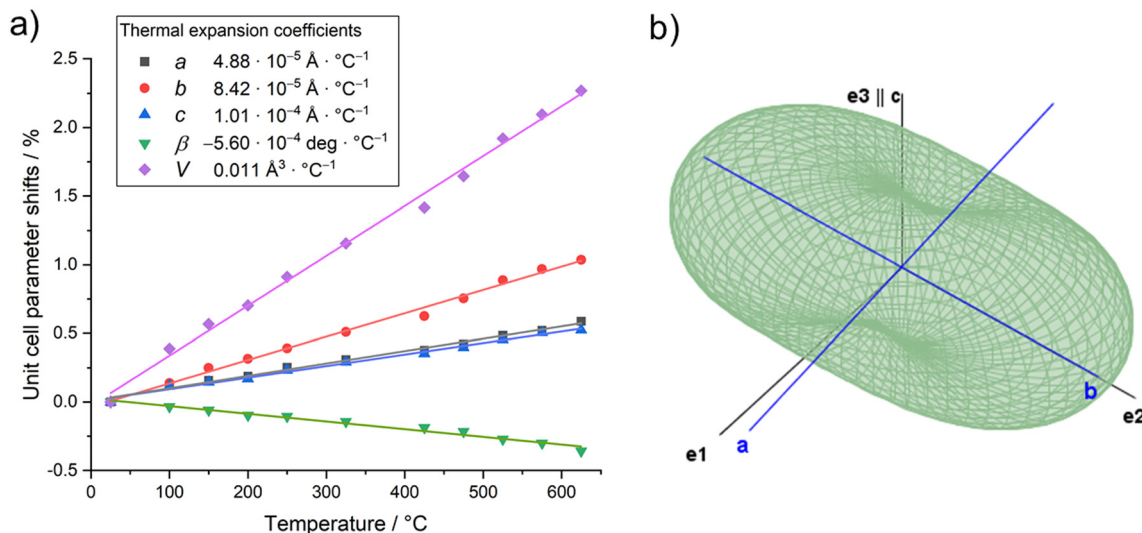 a)
Thermal expansion coefficients
a 4.88 · 10⁻⁵ Å · °C⁻¹
b 8.42 · 10⁻⁵ Å · °C⁻¹
c 1.01 · 10⁻⁴ Å · °C⁻¹
β −5.60 · 10⁻⁴ deg · °C⁻¹
V 0.011 Å³ · °C⁻¹
Unit cell parameter shifts / %
2.5
2.0
1.5
1.0
0.5
0.0
-0.5
0 100 200 300 400 500 600
Temperature / °C
b)
e3 || c
b
e2
e1
a